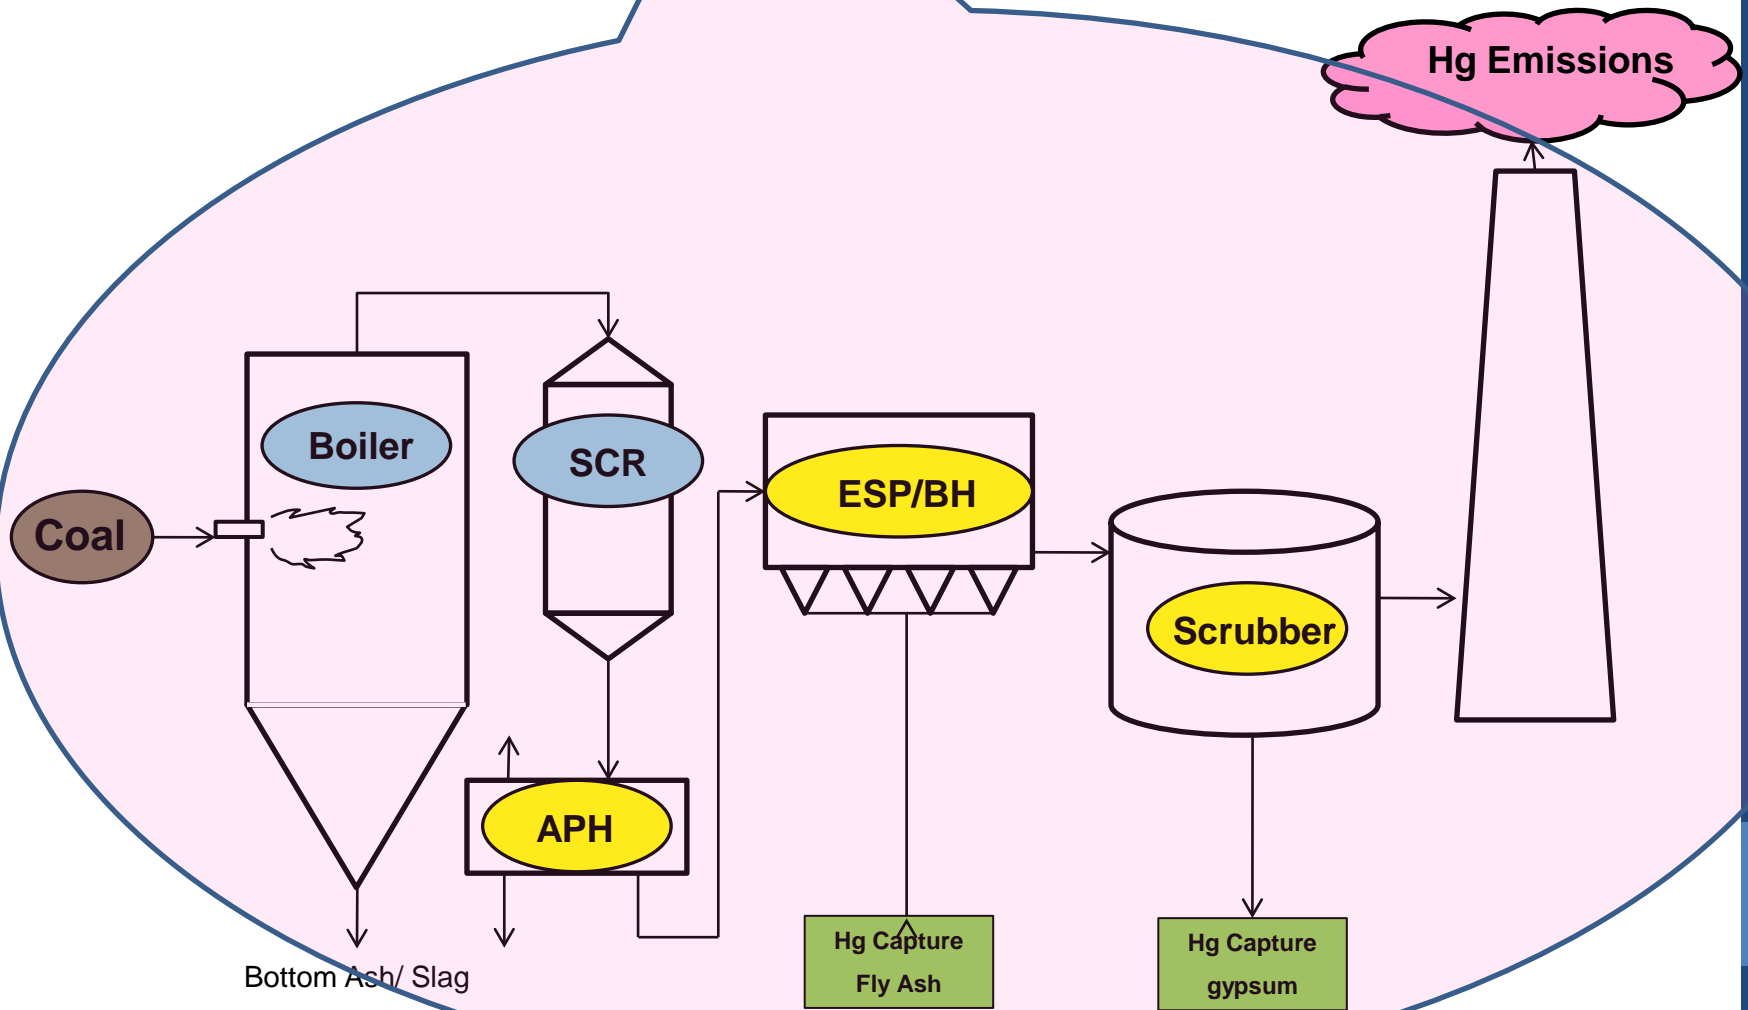 Hg Emissions
Boiler
SCR
Coal
ESP/BH
Scrubber
APH
Hg Capture
Fly Ash
Hg Capture
gypsum
Bottom Ash/ Slag